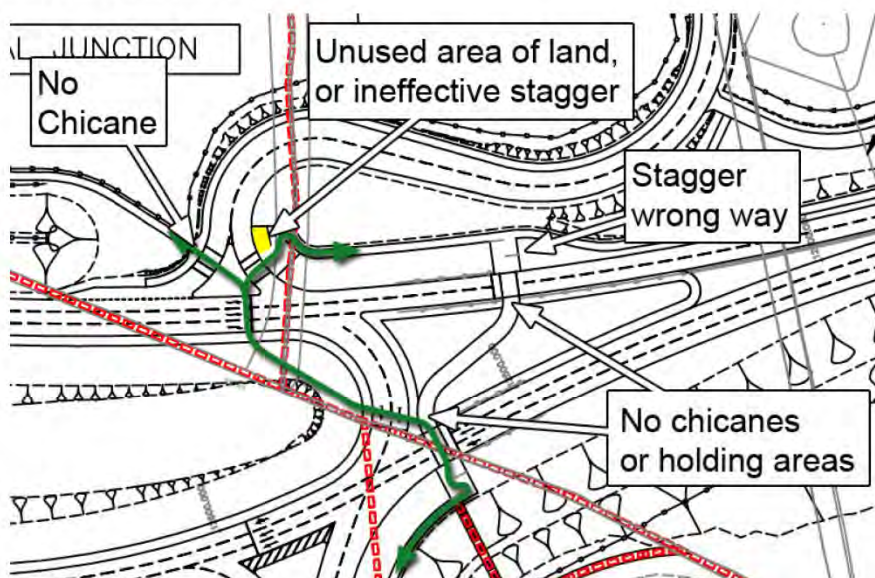 AL JUNCTION
No
Chicane
Unused area of land,
or ineffective stagger
Stagger
wrong way
No chicanes
or holding areas